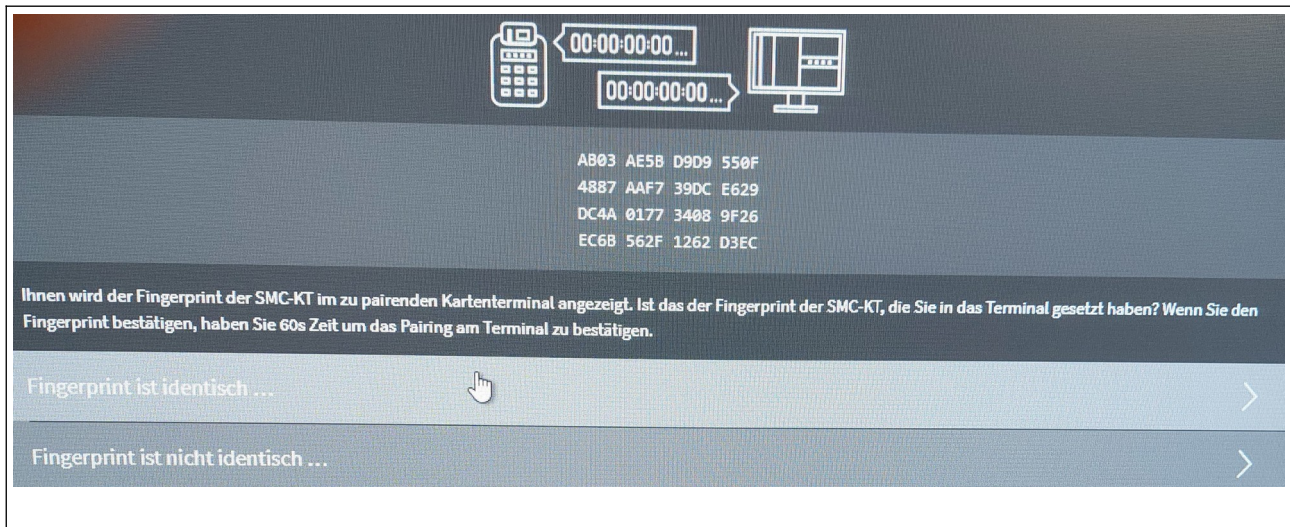 00:00:00:00...
00:00:00:00...
AB03 AE5B D9D9 550F
4887 AAF7 39DC E629
DC4A 0177 3408 9F26
EC6B 562F 1262 D3EC
Ihnen wird der Fingerprint der SMC-KT im zu pairenden Kartenterminal angezeigt. Ist das der Fingerprint der SMC-KT, die Sie in das Terminal gesetzt haben? Wenn Sie den
Fingerprint bestätigen, haben Sie 60s Zeit um das Pairing am Terminal zu bestätigen.
Fingerprint ist identisch ...
Fingerprint ist nicht identisch ...